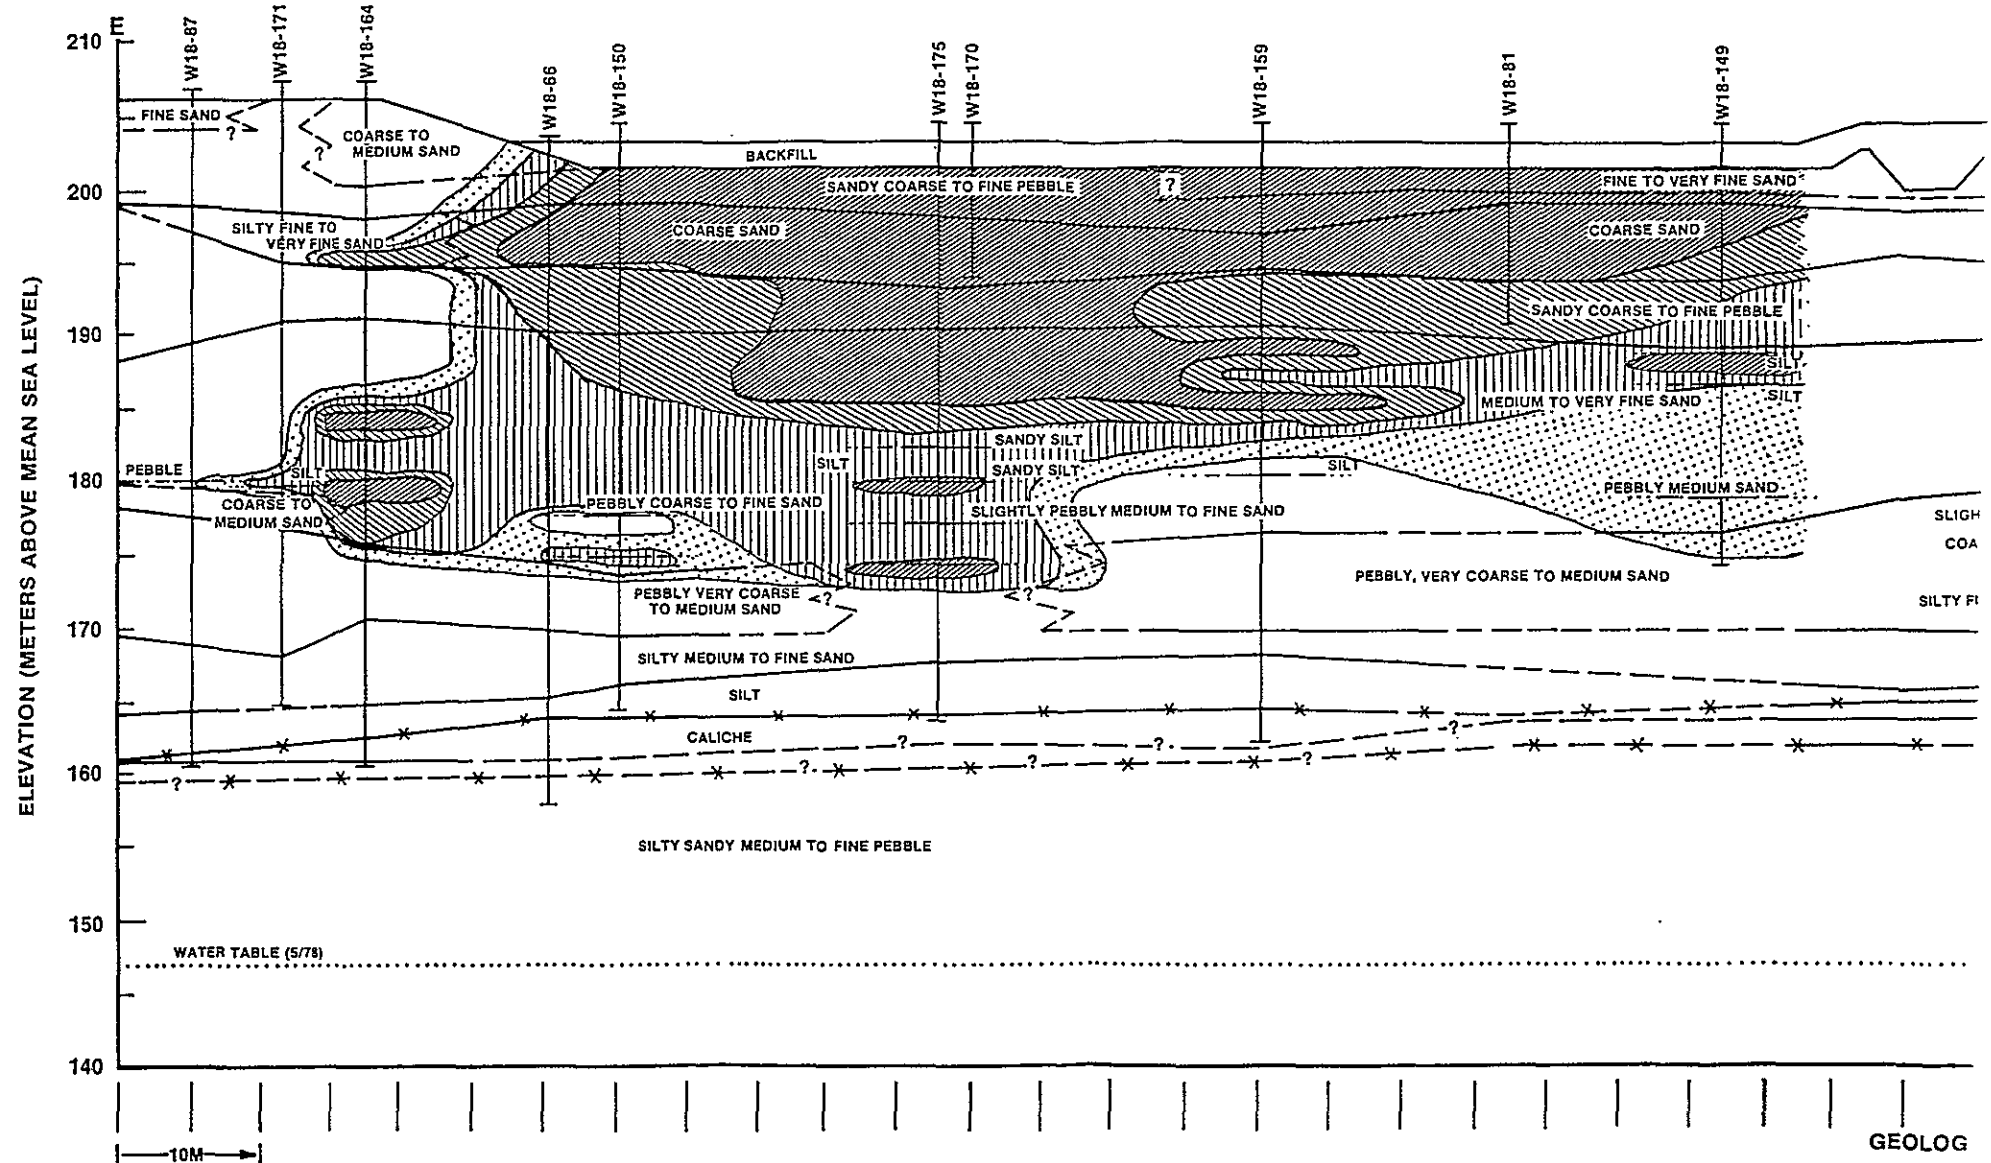 E
W18-87
W18-171
W18-164
W18-66
W18-150
W18-175
W18-170
W18-159
W18-81
W18-149
ELEVATION (METERS ABOVE MEAN SEA LEVEL)
210
200
190
180
170
160
150
140
FINE SAND
?
COARSE TO
MEDIUM SAND
?
BACKFILL
SANDY COARSE TO FINE PEBBLE
?
FINE TO VERY FINE SAND
SILTY FINE TO
VERY FINE SAND
COARSE SAND
COARSE SAND
SANDY COARSE TO FINE PEBBLE
SILT
MEDIUM TO VERY FINE SAND
SILT
SANDY SILT
PEBBLE
SILT
SILT
SANDY SILT
SILT
COARSE TO
MEDIUM SAND
PEBBLY COARSE TO FINE SAND
SLIGHTLY PEBBLY MEDIUM TO FINE SAND
PEBBLY MEDIUM SAND
SLIGH
COA
PEBBLY, VERY COARSE TO MEDIUM SAND
PEBBLY VERY COARSE
TO MEDIUM SAND
?
?
SILTY FI
SILTY MEDIUM TO FINE SAND
SILT
CALICHE
?
?
?
?
?
?
?
SILTY SANDY MEDIUM TO FINE PEBBLE
WATER TABLE (5/78)
10M
GEOLOG